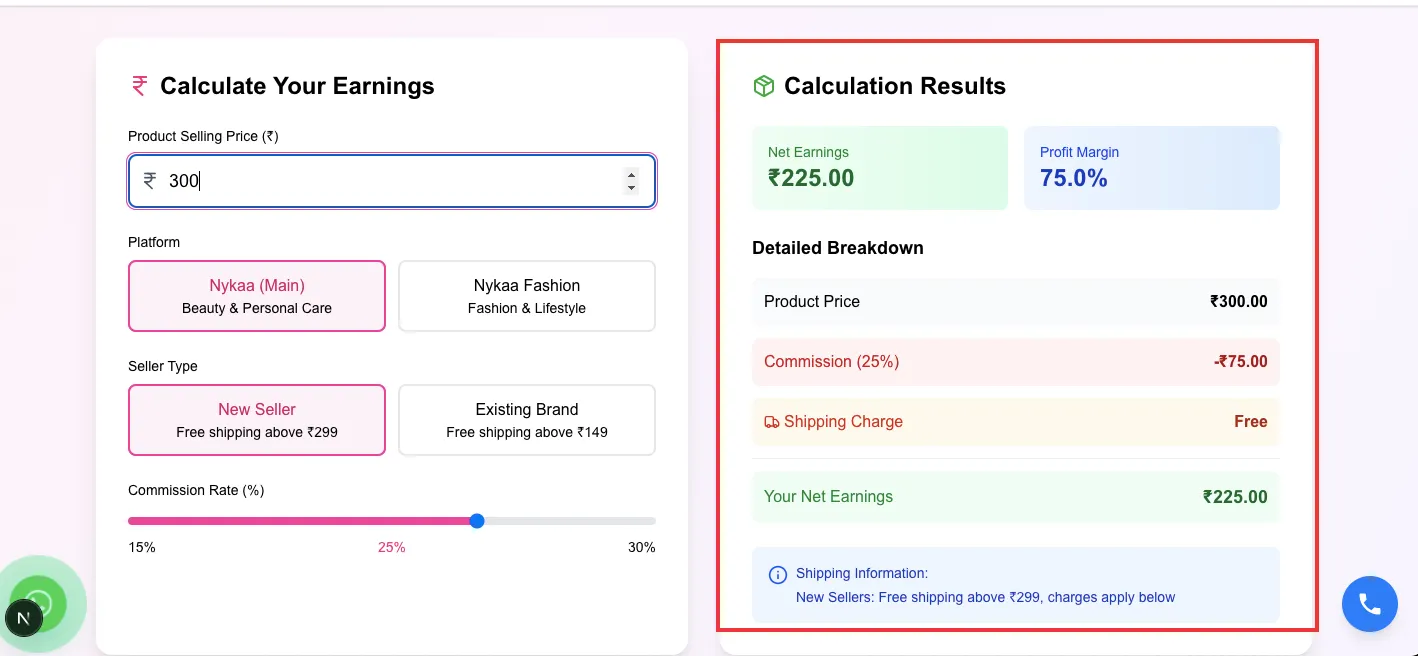 Calculate Your Earnings
Product Selling Price (₹)
₹ 300
Platform
Nykaa (Main)
Beauty & Personal Care
Nykaa Fashion
Fashion & Lifestyle
Seller Type
New Seller
Free shipping above ₹299
Existing Brand
Free shipping above ₹149
Commission Rate (%)
15% 25% 30%
N
Calculation Results
Net Earnings
₹225.00
Profit Margin
75.0%
Detailed Breakdown
Product Price ₹300.00
Commission (25%) -₹75.00
Shipping Charge Free
Your Net Earnings ₹225.00
Shipping Information:
New Sellers: Free shipping above ₹299, charges apply below